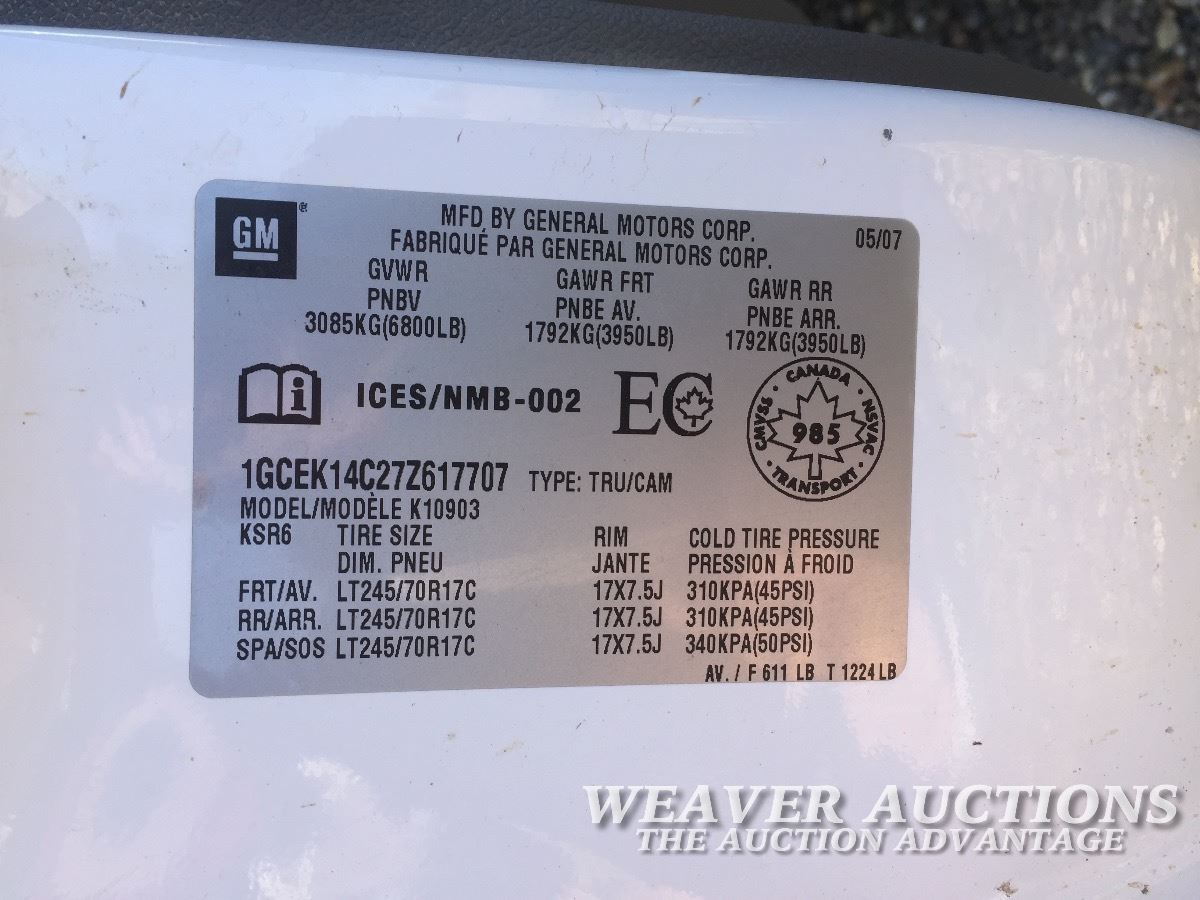 GM®
MFD BY GENERAL MOTORS CORP.
05/07
FABRIQUÉ PAR GENERAL MOTORS CORP.
GVWR GAWR FRT GAWR RR
PNBV PNBE AV. PNBE ARR.
3085KG(6800LB) 1792KG(3950LB) 1792KG(3950LB)
i ICES/NMB-002 EC
CANADA
CMVSS 985 NSVAC
TRANSPORT
1GCEK14C27Z617707 TYPE: TRU/CAM
MODEL/MODÈLE K10903
KSR6 TIRE SIZE RIM COLD TIRE PRESSURE
DIM. PNEU JANTE PRESSION À FROID
FRT/AV. LT245/70R17C 17X7.5J 310KPA(45PSI)
RR/ARR. LT245/70R17C 17X7.5J 310KPA(45PSI)
SPA/SOS LT245/70R17C 17X7.5J 340KPA(50PSI)
AV. / F 611 LB T 1224 LB
WEAVER AUCTIONS
THE AUCTION ADVANTAGE